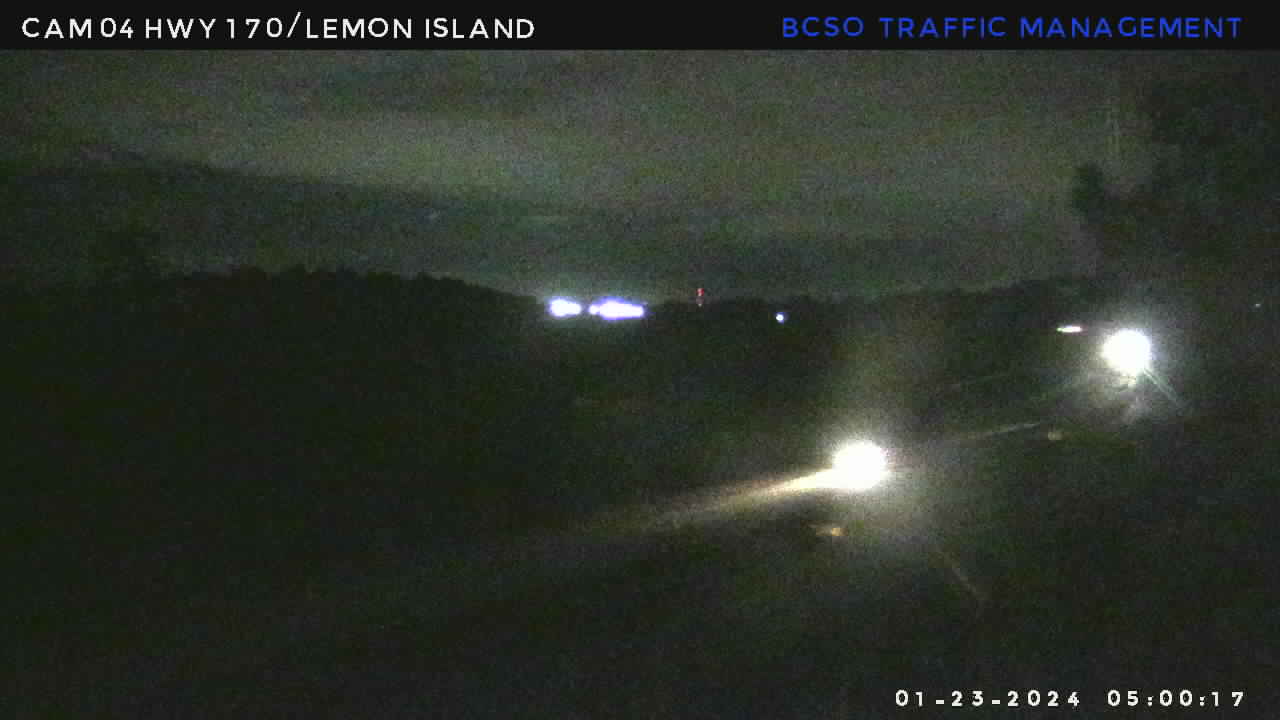 CAM04 HWY 170/LEMON ISLAND
BCSO TRAFFIC MANAGEMENT
01-23-2024 05:00:17